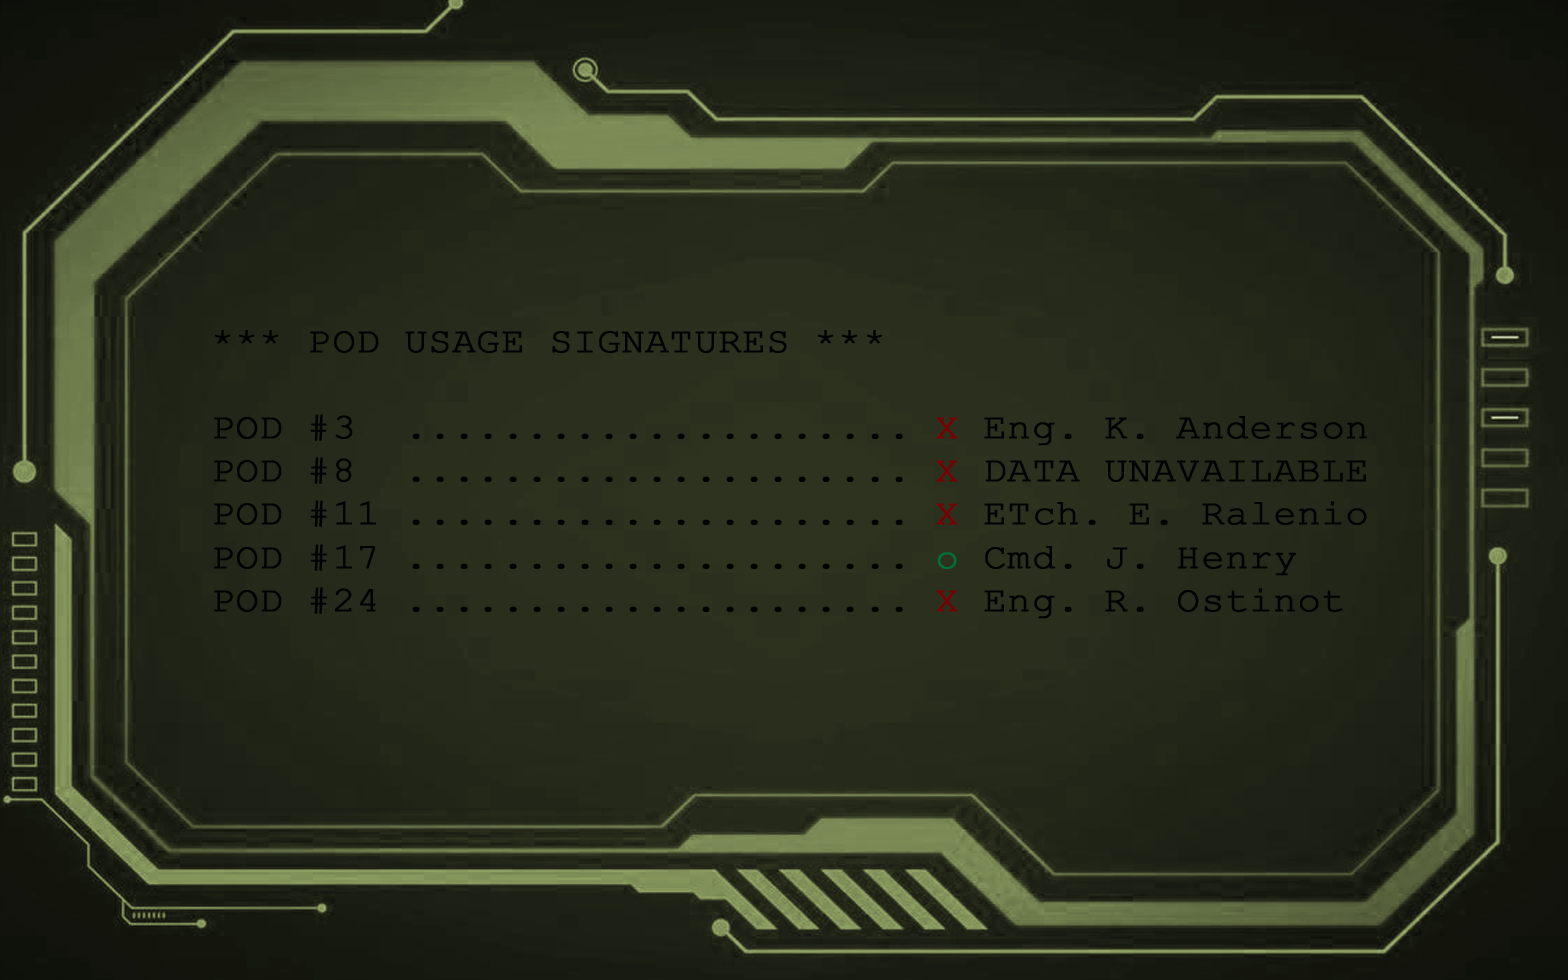 *** POD USAGE SIGNATURES ***
POD #3 ..................... X Eng. K. Anderson
POD #8 ..................... X DATA UNAVAILABLE
POD #11 ..................... X ETch. E. Ralenio
POD #17 ..................... o Cmd. J. Henry
POD #24 ..................... X Eng. R. Ostinot